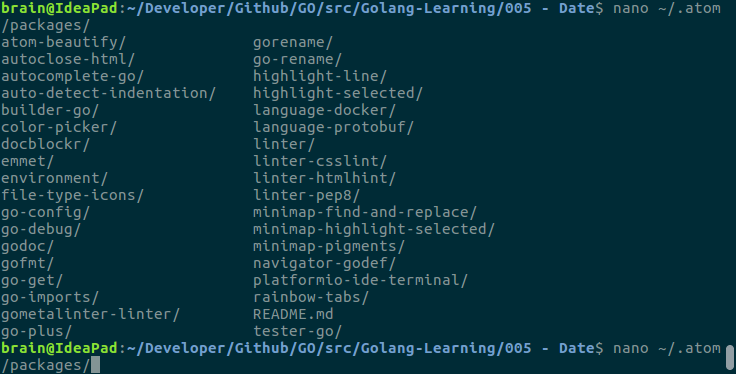 brain@IdeaPad:~/Developer/Github/GO/src/Golang-Learning/005 - Date$ nano ~/.atom
/packages/
atom-beautify/ gorename/
autoclose-html/ go-rename/
autocomplete-go/ highlight-line/
auto-detect-indentation/ highlight-selected/
builder-go/ language-docker/
color-picker/ language-protobuf/
docblockr/ linter/
emmet/ linter-csslint/
environment/ linter-htmlhint/
file-type-icons/ linter-pep8/
go-config/ minimap-find-and-replace/
go-debug/ minimap-highlight-selected/
godoc/ minimap-pigments/
gofmt/ navigator-godef/
go-get/ platformio-ide-terminal/
go-imports/ rainbow-tabs/
gometalinter-linter/ README.md
go-plus/ tester-go/
brain@IdeaPad:~/Developer/Github/GO/src/Golang-Learning/005 - Date$ nano ~/.atom
/packages/